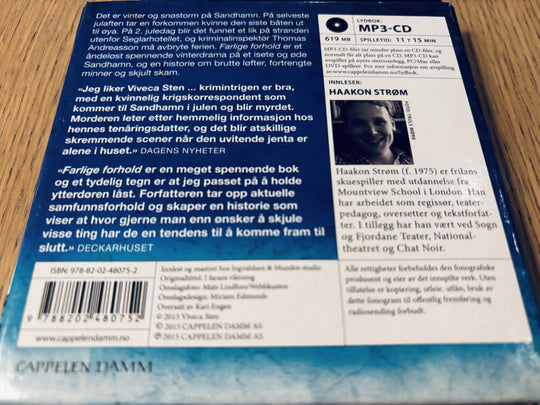 Det er vinter og snøstorm på Sandhamn. På selveste
julaften tar en forkommen kvinne den siste båten ut
til øya. På 2. juledag blir det funnet et lik på stranden
utenfor Seglarhotellet, og kriminalinspektør Thomas
Andreasson må avbryte ferien. Farlige forhold er et
åndeløst spennende vinterdrama på et isete og øde
Sandhamn, og en historie om brutte løfter, fortrengte
minner og skjult skam.
«Jeg liker Viveca Sten ... krimintrigen er bra,
med en kvinnelig krigskorrespondent som
kommer til Sandhamn i julen og blir myrdet.
Morderen leter etter hemmelig informasjon hos
hennes tenåringsdatter, og det blir atskillige
skremmende scener når den uvitende jenta er
alene i huset.» DAGENS NYHETER
«Farlige forhold er en meget spennende bok
og et tydelig tegn er at jeg passet på å holde
ytterdøren låst. Forfatteren tar opp aktuelle
samfunnsforhold og skaper en historie som
viser at hvor gjerne man enn ønsker å skjule
visse ting har de en tendens til å komme fram til
slutt.» DECKARHUSET
ISBN: 978-82-02-48075-2
9 788202 480752
www.cappelendamm.no
Innlest og mastret hos Ingvaldsen & Munden studier
Originaltittel: I farans riktning
Omslagsfoto: Mats Lindfors/Webbkusten
Omslagsdesign: Miriam Edmunds
Oversatt av Kari Engen
© 2013 Viveca Sten
© 2015 CAPPELEN DAMM AS
℗ 2015 CAPPELEN DAMM AS
CAPPELEN DAMM
LYDBOK:
MP3-CD
619 MB SPILLETID: 11 T 15 MIN
MP3-CD filer tar mindre plass en CD-filer, og
normalt får alt plass på en CD. MP3-CD kan
avspilles på nyere stereoanlegg, PC/Mac eller
DVD-spillere. For mer informasjon om avspilling
se www.cappelendamm.no/lydbok.
INNLESER:
HAAKON STRØM
FOTO: TRULS MØRK
Haakon Strøm (f. 1975) er frilans
skuespiller med utdannelse fra
Mountview School i London. Han
har arbeidet som regissør, teater-
pedagog, oversetter og tekstforfat-
ter. I tillegg har han vært ved Sogn
og Fjordane Teater, National-
theatret og Chat Noir.
Alle rettigheter forbeholdes den fonografiske
produsent og eier av det innspilte verk. Uten
tillatelse er kopiering, utleie, utlån, bruk av
dette fonogram til offentlig fremføring og
radiosending forbudt.